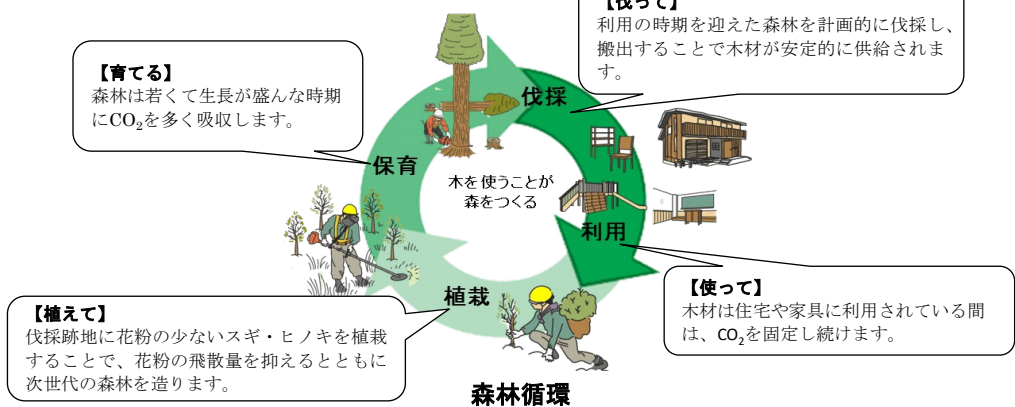 【伐って】
利用の時期を迎えた森林を計画的に伐採し、
搬出することで木材が安定的に供給されま
す。
【育てる】
森林は若くて生長が盛んな時期
にCO₂を多く吸収します。
伐採
保育
木を使うことが
森をつくる
利用
植栽
【使って】
木材は住宅や家具に利用されている間
は、CO₂を固定し続けます。
【植えて】
伐採跡地に花粉の少ないスギ・ヒノキを植栽
することで、花粉の飛散量を抑えるとともに
次世代の森林を造ります。
森林循環